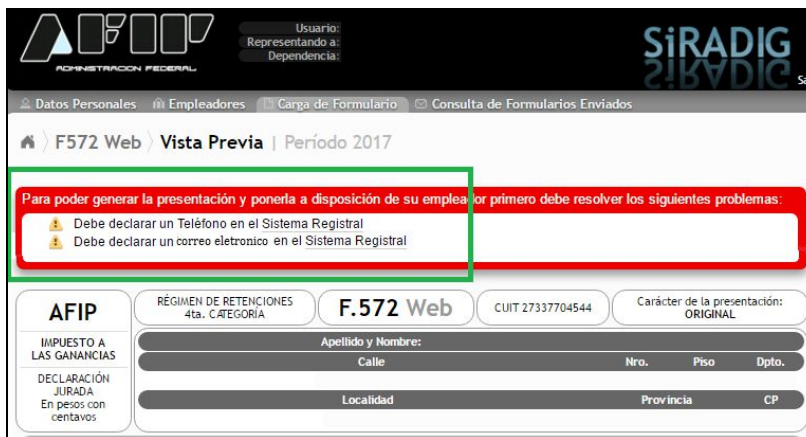 AFIP
ADMINISTRACION FEDERAL
Usuario:
Representando a:
Dependencia:
SiRADIG
Sa
Datos Personales Empleadores Carga de Formulario Consulta de Formularios Enviados
F572 Web Vista Previa | Período 2017
Para poder generar la presentación y ponerla a disposición de su empleador primero debe resolver los siguientes problemas:
Debe declarar un Teléfono en el Sistema Registral
Debe declarar un correo eletronico en el Sistema Registral
AFIP
RÉGIMEN DE RETENCIONES
4ta. CATEGORÍA
F.572 Web
CUIT 27337704544
Carácter de la presentación:
ORIGINAL
IMPUESTO A
LAS GANANCIAS
DECLARACIÓN
JURADA
En pesos con
centavos
Apellido y Nombre:
Calle Nro. Piso Dpto.
Localidad Provincia CP